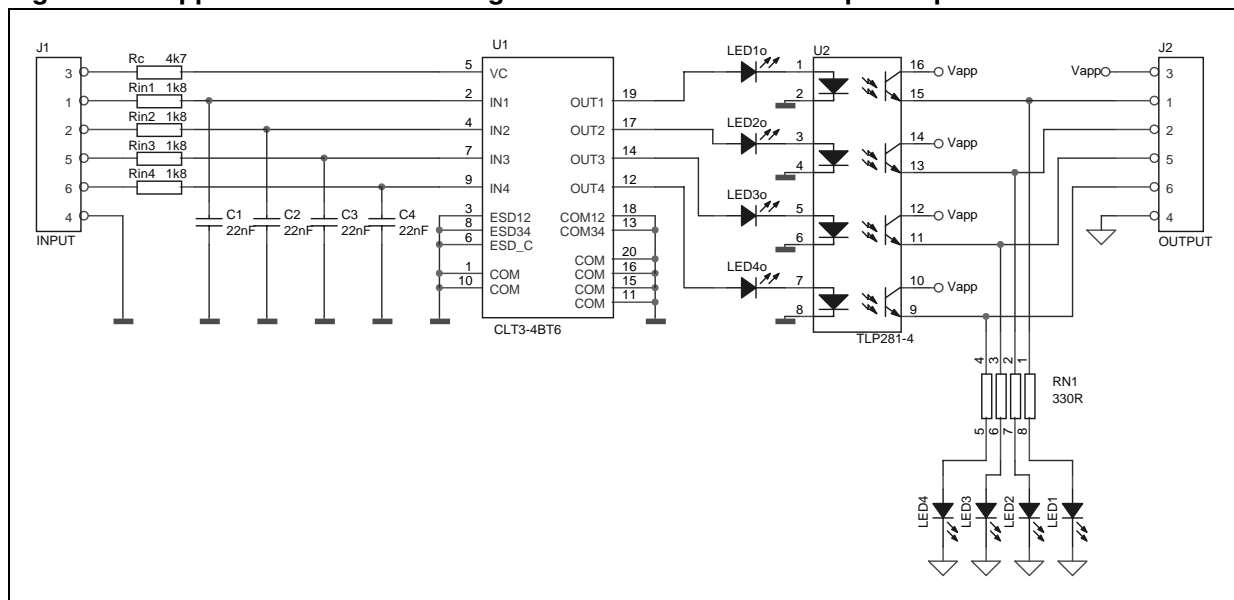 J1
3
1
2
5
6
4
INPUT
Rc 4k7
Rin1 1k8
Rin2 1k8
Rin3 1k8
Rin4 1k8
C1
22nF
C2
22nF
C3
22nF
C4
22nF
U1
5 VC
2 IN1
4 IN2
7 IN3
9 IN4
3 ESD12
8 ESD34
6 ESD_C
1 COM
10 COM
OUT1 19
OUT2 17
OUT3 14
OUT4 12
COM12 18
COM34 13
COM 20
COM 16
COM 15
COM 11
CLT3-4BT6
LED1o
LED2o
LED3o
LED4o
U2
1
2
3
4
5
6
7
8
16 Vapp
15
14 Vapp
13
12 Vapp
11
10 Vapp
9
TLP281-4
J2
Vapp 3
1
2
5
6
4
OUTPUT
4 3 2 1
RN1
330R
5 6 7 8
LED4
LED3
LED2
LED1